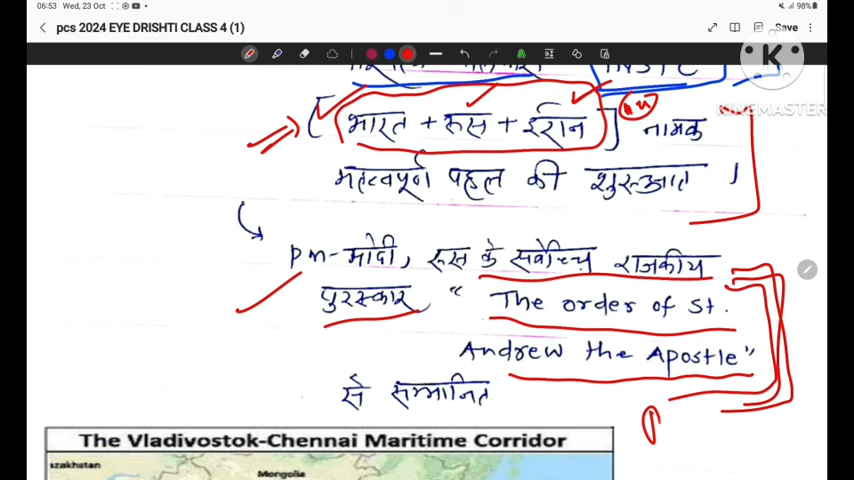 06:53 Wed, 23 Oct
98%
pcs 2024 EYE DRISHTI CLASS 4 (1)
Save
K
KINEMASTER
INSTC
[भारत + रूस + ईरान] नामक
महत्वपूर्ण पहल की शुरुआत।
PM-मोदी, रूस के सर्वोच्च राजकीय
पुरस्कार "The order of St.
Andrew the Apostle"
से सम्मानित
The Vladivostok-Chennai Maritime Corridor
azakhstan
Mongolia